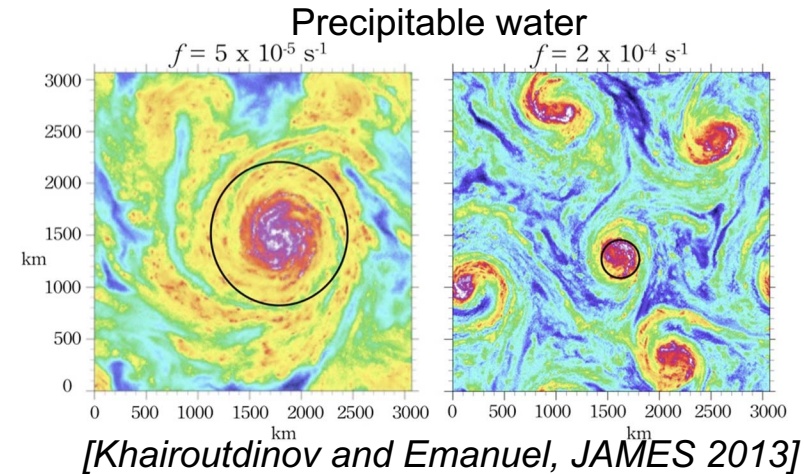 Precipitable water
f = 5 x 10⁻⁵ s⁻¹
f = 2 x 10⁻⁴ s⁻¹
3000
2500
2000
1500
km
1000
500
0
0 500 1000 1500 2000 2500 3000
km
0 500 1000 1500 2000 2500 3000
km
[Khairoutdinov and Emanuel, JAMES 2013]